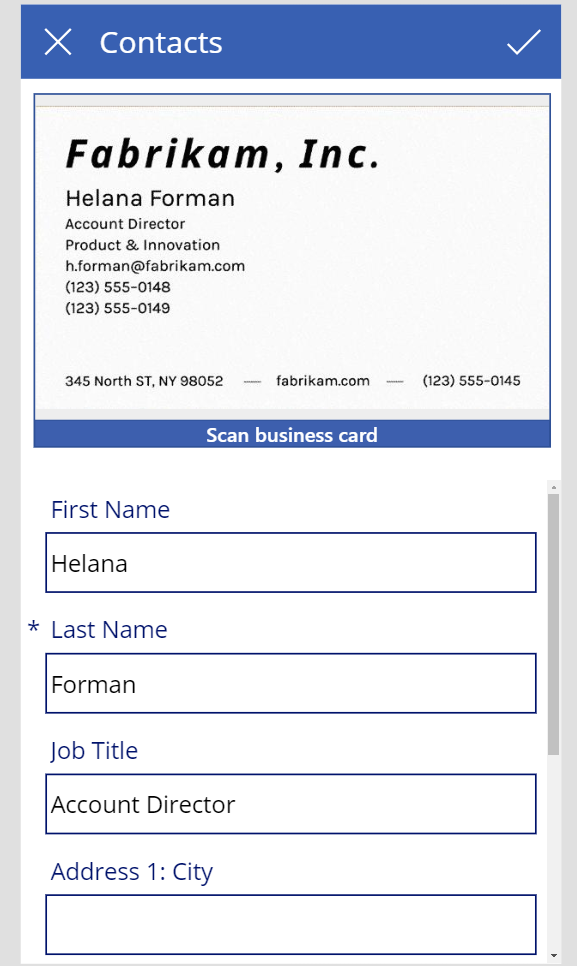 Contacts
Fabrikam, Inc.
Helana Forman
Account Director
Product & Innovation
h.forman@fabrikam.com
(123) 555-0148
(123) 555-0149
345 North ST, NY 98052 — fabrikam.com — (123) 555-0145
Scan business card
First Name
Helana
* Last Name
Forman
Job Title
Account Director
Address 1: City